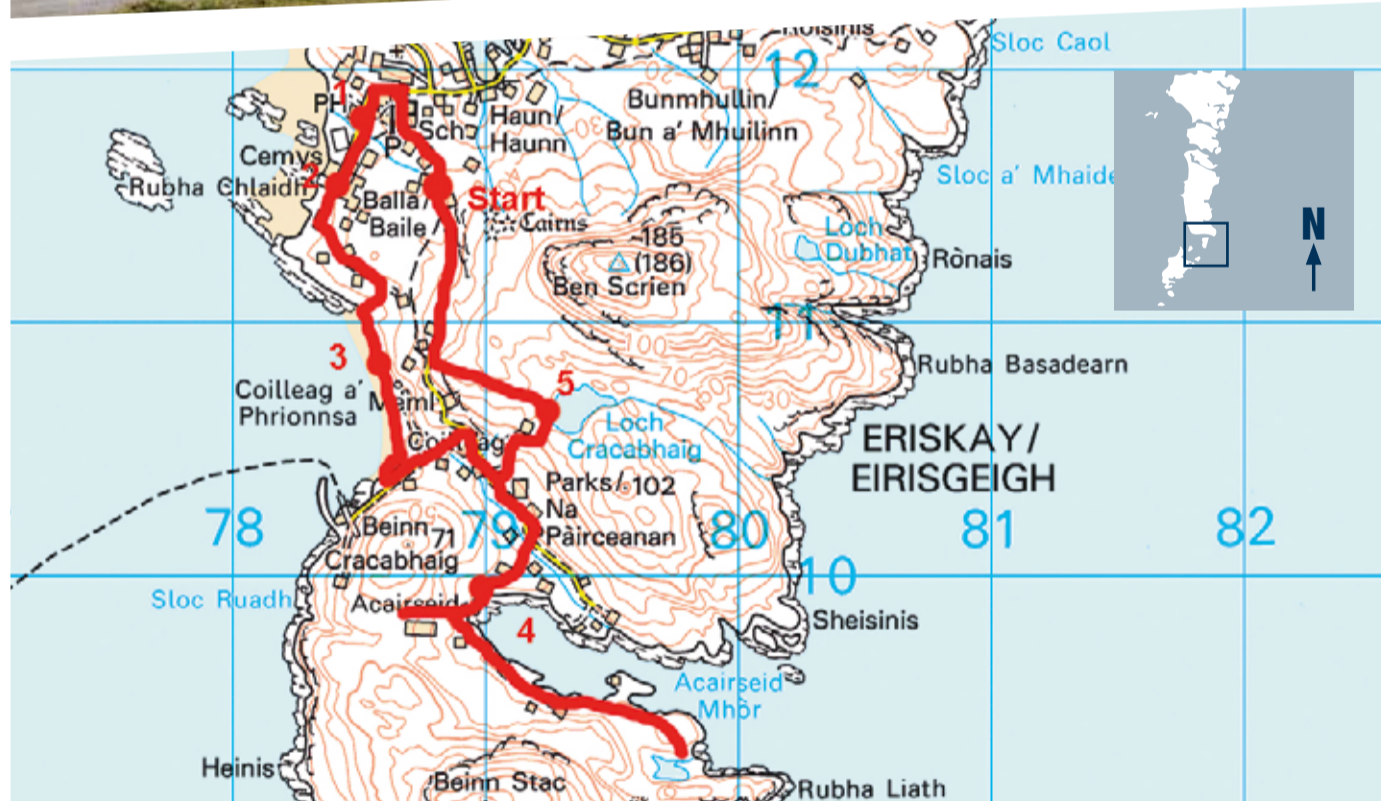 Sloc Caol
12
1
PH
Sch
P
Haun/
Haunn
Bunmhullin/
Bun a' Mhuilinn
Cemys
Rubha Chlaidh
2
Start
Balla/
Baile
Cairns
Sloc a' Mhaide
Loch
Dubhat
Rònais
185
(186)
Ben Scrien
11
100
3
Coilleag a'
Phrionnsa
Meml
5
Loch
Cracabhaig
Rubha Basadearn
ERISKAY/
EIRISGEIGH
Parks/
102
Na
Pàirceanan
78
79
80
81
82
Beinn
71
Cracabhaig
10
Sloc Ruadh
Acairseid
4
Sheisinis
Acairseid
Mhòr
Heinis
Beinn Stac
Rubha Liath
N